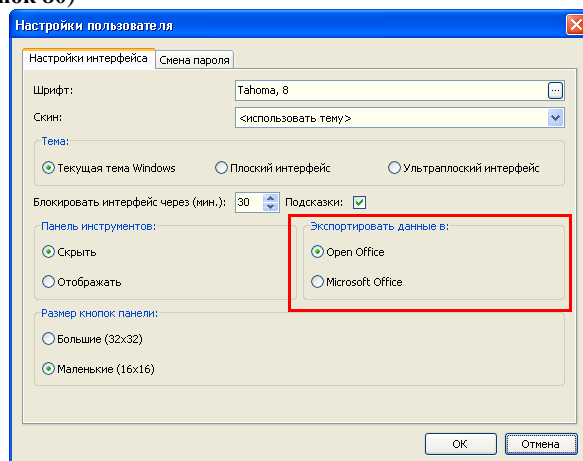 нок 80)
Настройки пользователя
Настройки интерфейса Смена пароля
Шрифт: Tahoma, 8 ...
Скин: <использовать тему>
Тема:
Текущая тема Windows Плоский интерфейс Ультраплоский интерфейс
Блокировать интерфейс через (мин.): 30 Подсказки:
Панель инструментов: Экспортировать данные в:
Скрыть Open Office
Отображать Microsoft Office
Размер кнопок панели:
Большие (32x32)
Маленькие (16x16)
OK Отмена